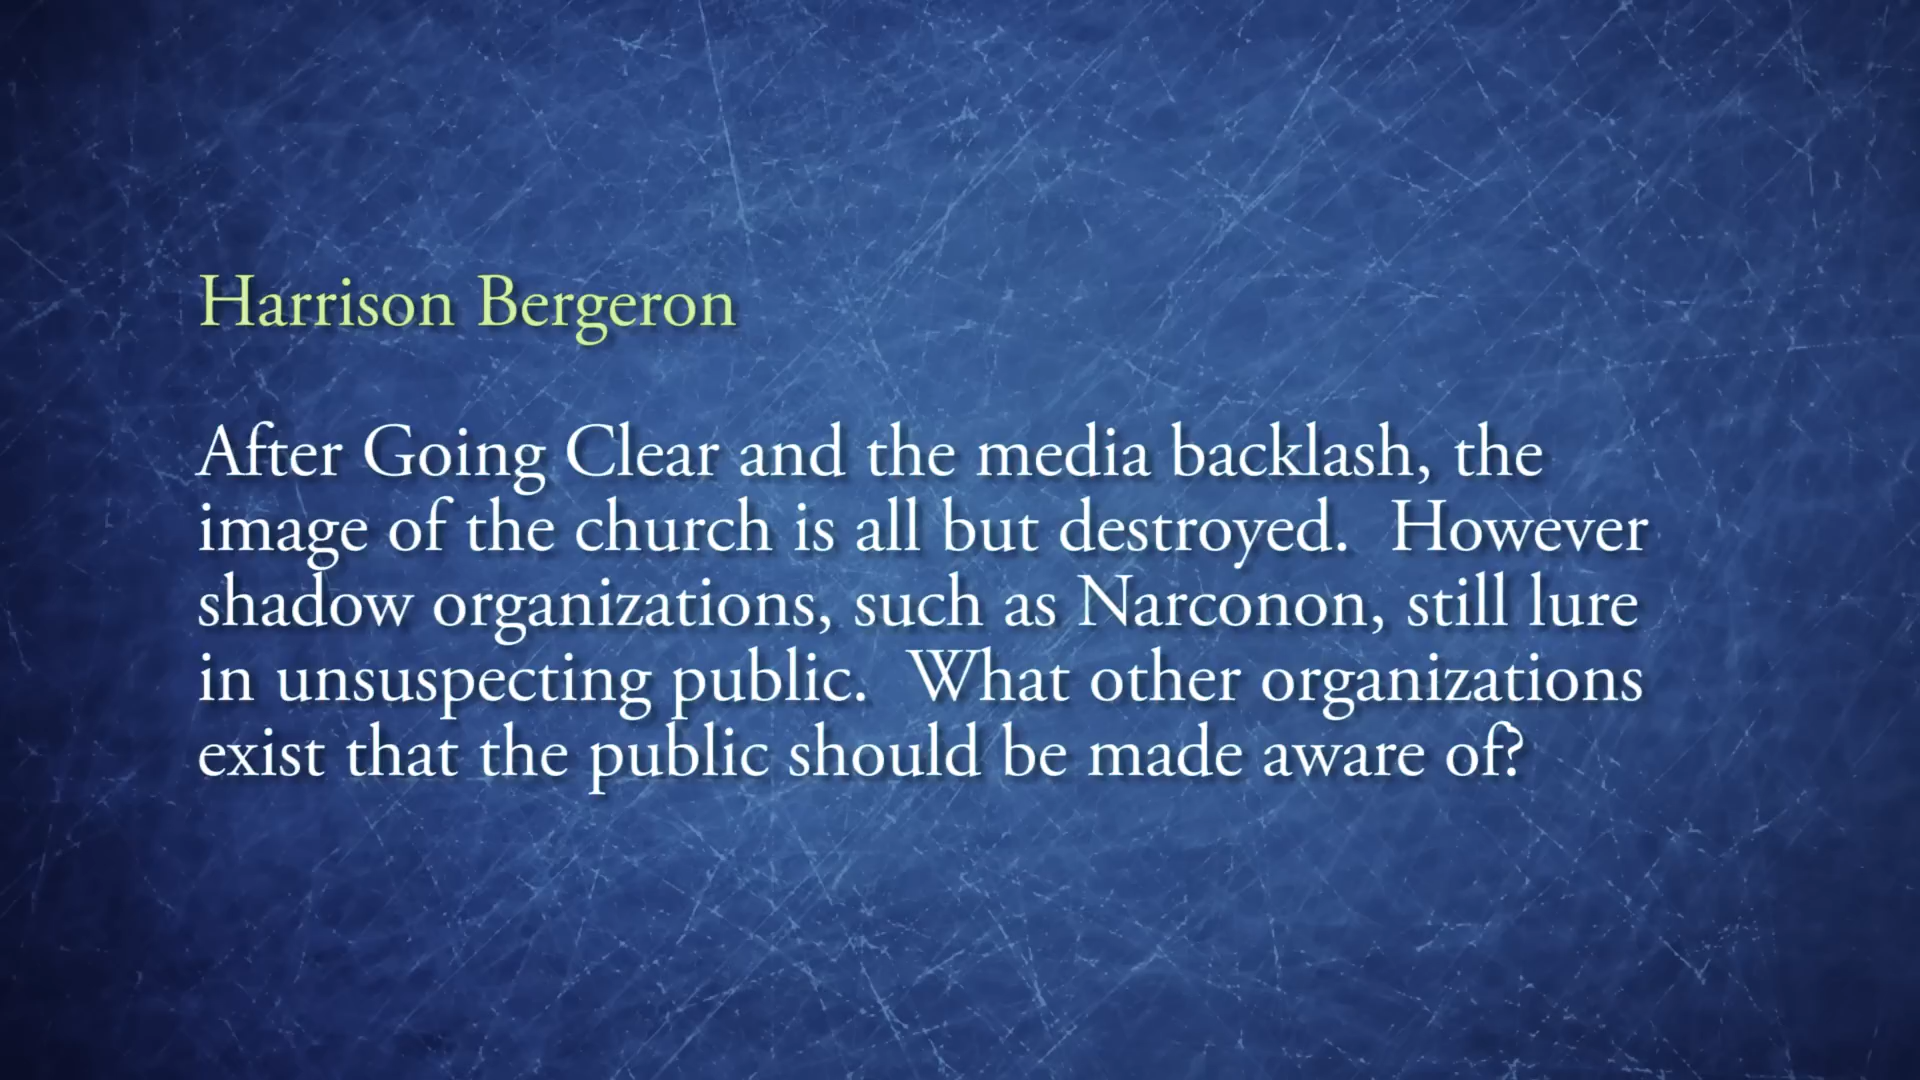 Harrison Bergeron
After Going Clear and the media backlash, the
image of the church is all but destroyed.  However
shadow organizations, such as Narconon, still lure
in unsuspecting public.  What other organizations
exist that the public should be made aware of?